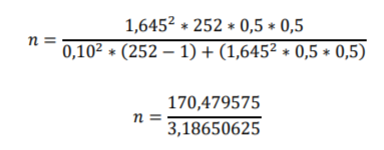 n = 1,645² * 252 * 0,5 * 0,5 / 0,10² * (252 − 1) + (1,645² * 0,5 * 0,5)
n = 170,479575 / 3,18650625